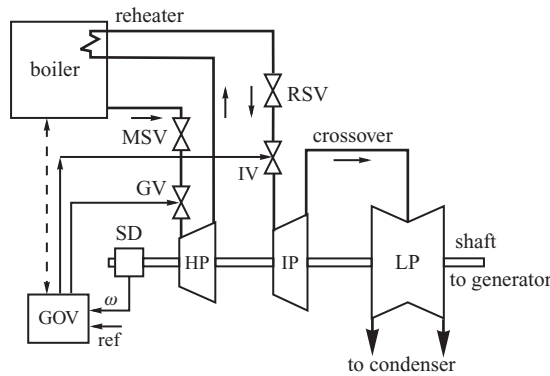 reheater
boiler
RSV
MSV
crossover
GV
IV
SD
HP
IP
LP
shaft
to generator
ω
GOV
ref
to condenser